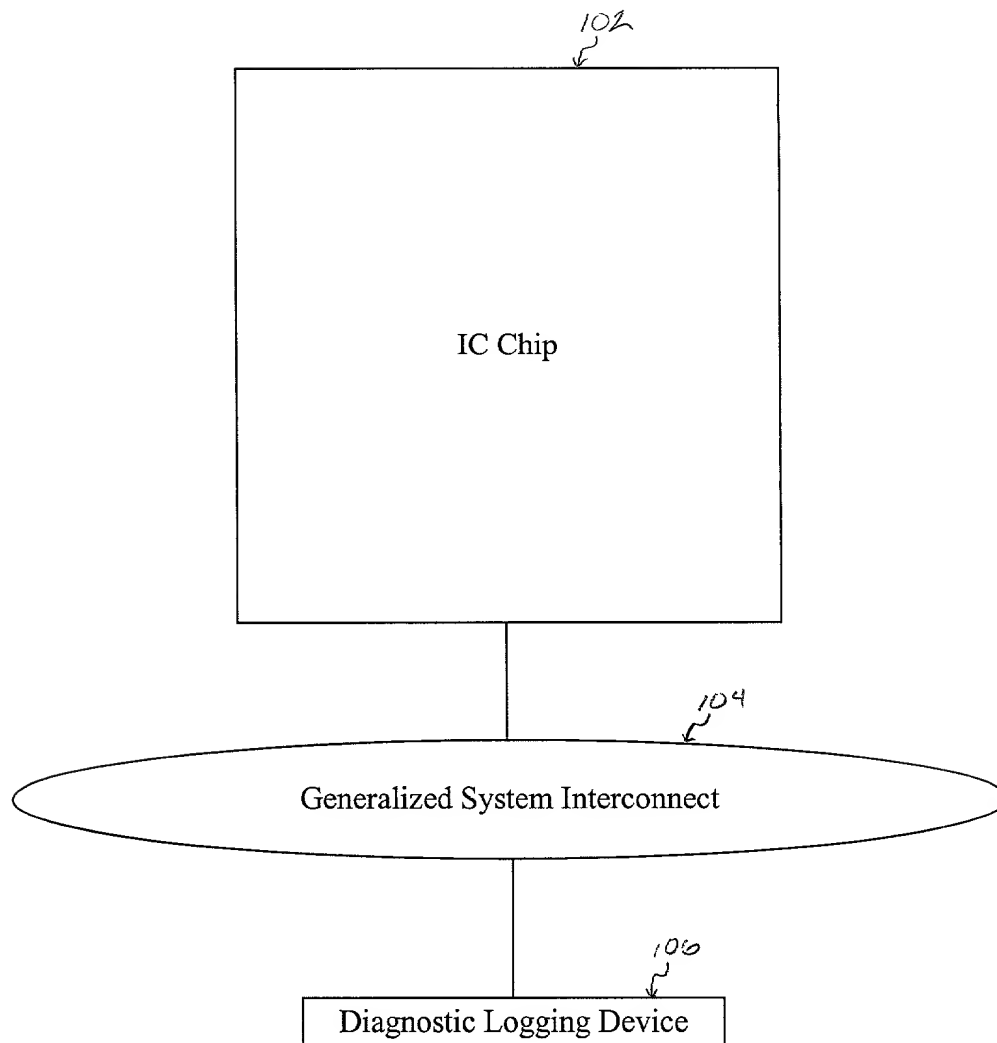 102
IC Chip
104
Generalized System Interconnect
106
Diagnostic Logging Device